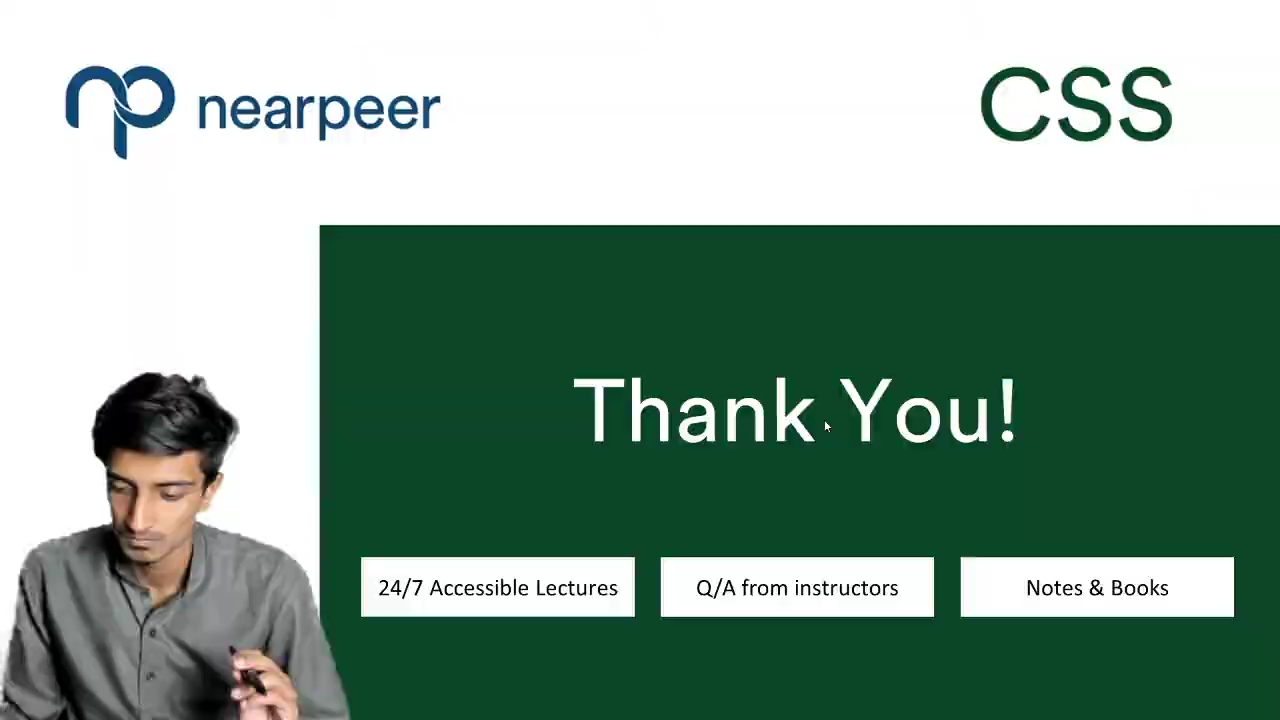 nearpeer
CSS
Thank You!
24/7 Accessible Lectures
Q/A from instructors
Notes & Books